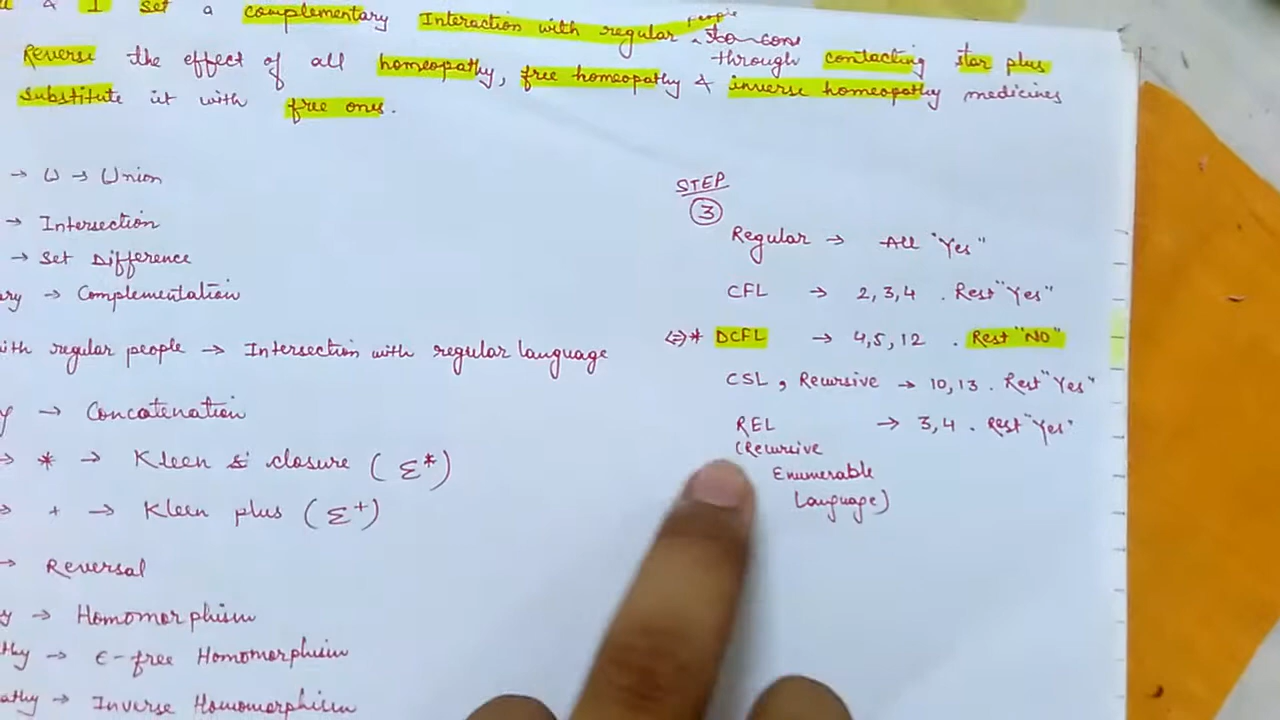 & I set a complementary Interaction with regular people to cons
Reverse the effect of all homeopathy, free homeopathy & inverse homeopathy medicines through contacting star plus
substitute it with free ones.
→ U → Union
→ Intersection
→ Set Difference
ary → Complementation
with regular people → Intersection with regular language
y → Concatenation
→ * → Kleen closure (Σ*)
→ + → Kleen plus (Σ+)
→ Reversal
y → Homomorphism
thy → ε-free Homomorphism
pathy → Inverse Homomorphism
STEP
3
Regular → All "Yes"
CFL → 2, 3, 4 . Rest "Yes"
⇔* DCFL → 4, 5, 12 . Rest "NO"
CSL, Recursive → 10, 13 . Rest "Yes"
REL → 3, 4 . Rest "Yes"
(Recursive
Enumerable
Language)